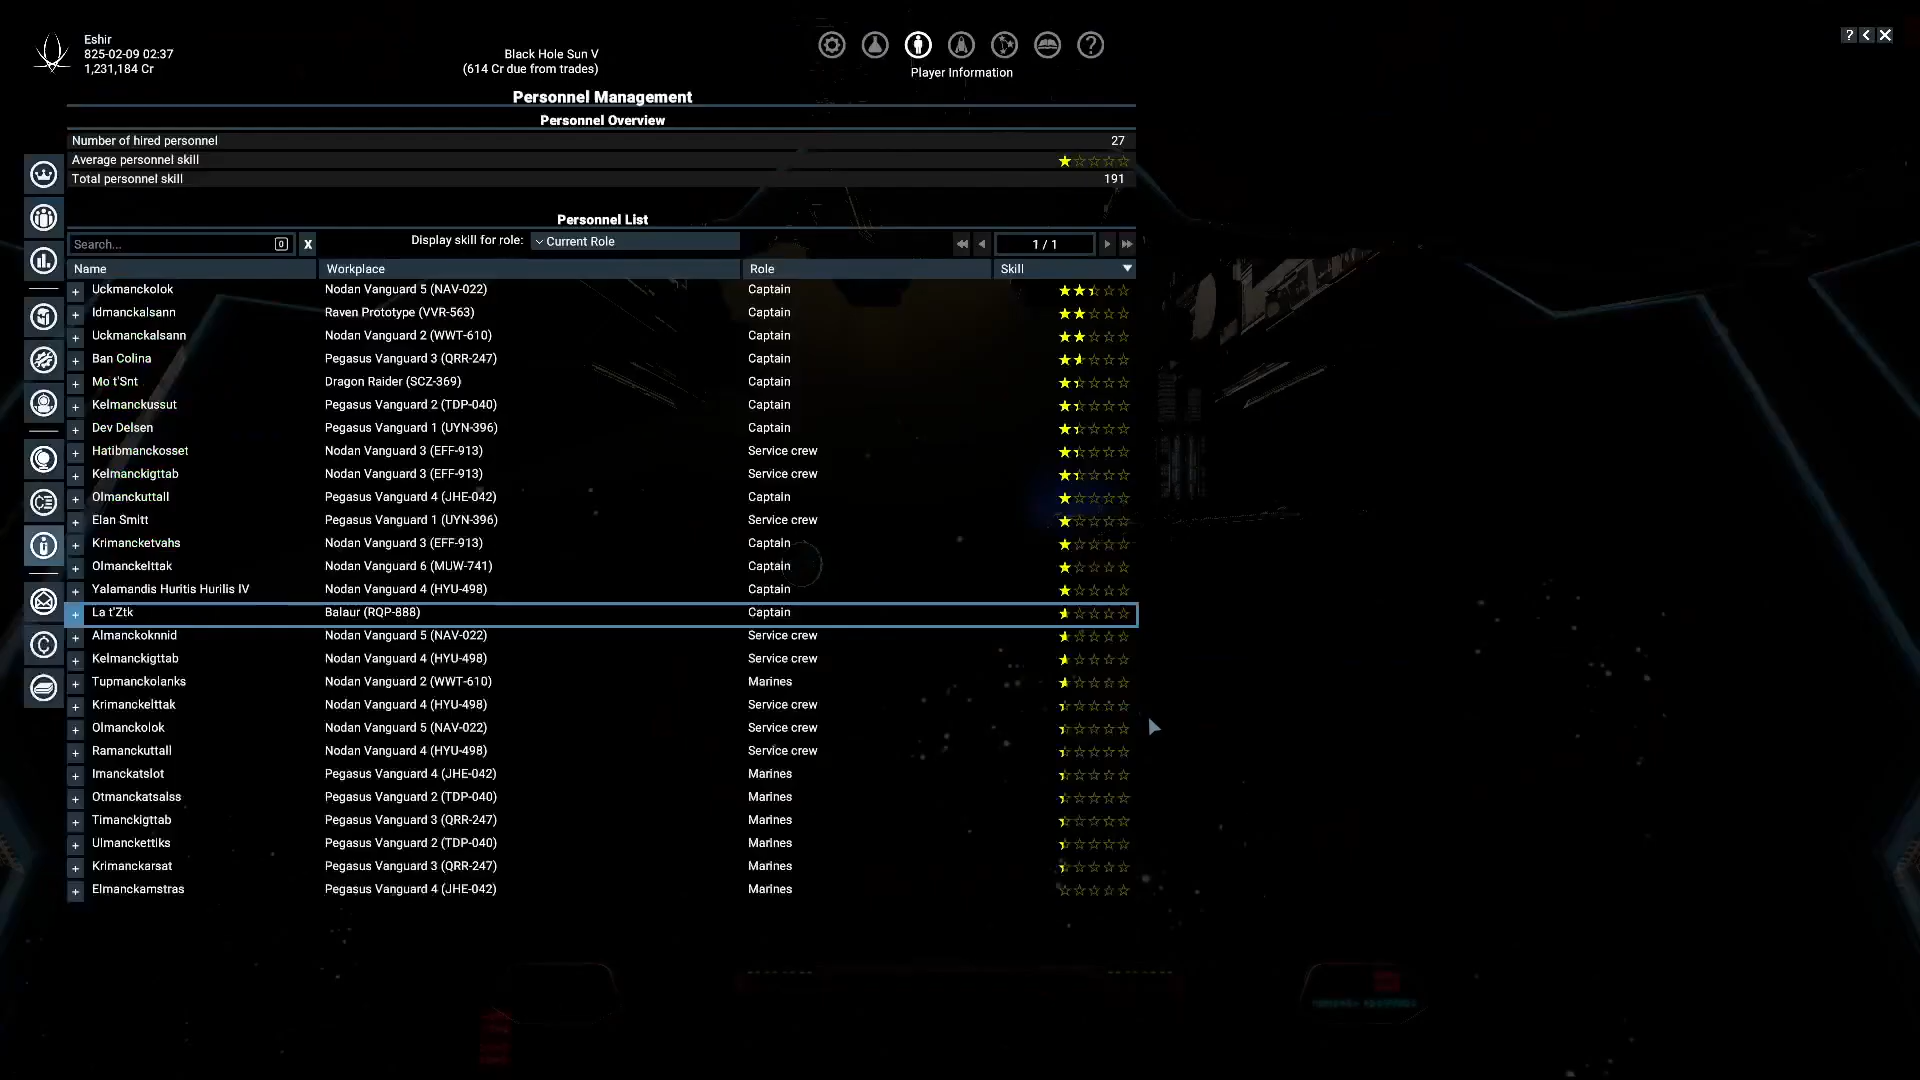 Eshir
825-02-09 02:37
1,231,184 Cr
Black Hole Sun V
(614 Cr due from trades)
Player Information
? < X
Personnel Management
Personnel Overview
Number of hired personnel 27
Average personnel skill
Total personnel skill 191
Personnel List
Search... 0 X Display skill for role: Current Role 1 / 1
Name Workplace Role Skill
+ Uckmanckolok Nodan Vanguard 5 (NAV-022) Captain
+ Idmanckalsann Raven Prototype (VVR-563) Captain
+ Uckmanckalsann Nodan Vanguard 2 (WWT-610) Captain
+ Ban Colina Pegasus Vanguard 3 (QRR-247) Captain
+ Mo t'Snt Dragon Raider (SCZ-369) Captain
+ Kelmanckussut Pegasus Vanguard 2 (TDP-040) Captain
+ Dev Delsen Pegasus Vanguard 1 (UYN-396) Captain
+ Hatibmanckosset Nodan Vanguard 3 (EFF-913) Service crew
+ Kelmanckigttab Nodan Vanguard 3 (EFF-913) Service crew
+ Olmanckuttall Pegasus Vanguard 4 (JHE-042) Captain
+ Elan Smitt Pegasus Vanguard 1 (UYN-396) Service crew
+ Krimancketvahs Nodan Vanguard 3 (EFF-913) Captain
+ Olmanckelttak Nodan Vanguard 6 (MUW-741) Captain
+ Yalamandis Huritis Hurilis IV Nodan Vanguard 4 (HYU-498) Captain
+ La t'Ztk Balaur (RQP-888) Captain
+ Almanckoknnid Nodan Vanguard 5 (NAV-022) Service crew
+ Kelmanckigttab Nodan Vanguard 4 (HYU-498) Service crew
+ Tupmanckolanks Nodan Vanguard 2 (WWT-610) Marines
+ Krimanckelttak Nodan Vanguard 4 (HYU-498) Service crew
+ Olmanckolok Nodan Vanguard 5 (NAV-022) Service crew
+ Ramanckuttall Nodan Vanguard 4 (HYU-498) Service crew
+ Imanckatslot Pegasus Vanguard 4 (JHE-042) Marines
+ Otmanckatsalss Pegasus Vanguard 2 (TDP-040) Marines
+ Timanckigttab Pegasus Vanguard 3 (QRR-247) Marines
+ Ulmanckettiks Pegasus Vanguard 2 (TDP-040) Marines
+ Krimanckarsat Pegasus Vanguard 3 (QRR-247) Marines
+ Elmanckamstras Pegasus Vanguard 4 (JHE-042) Marines